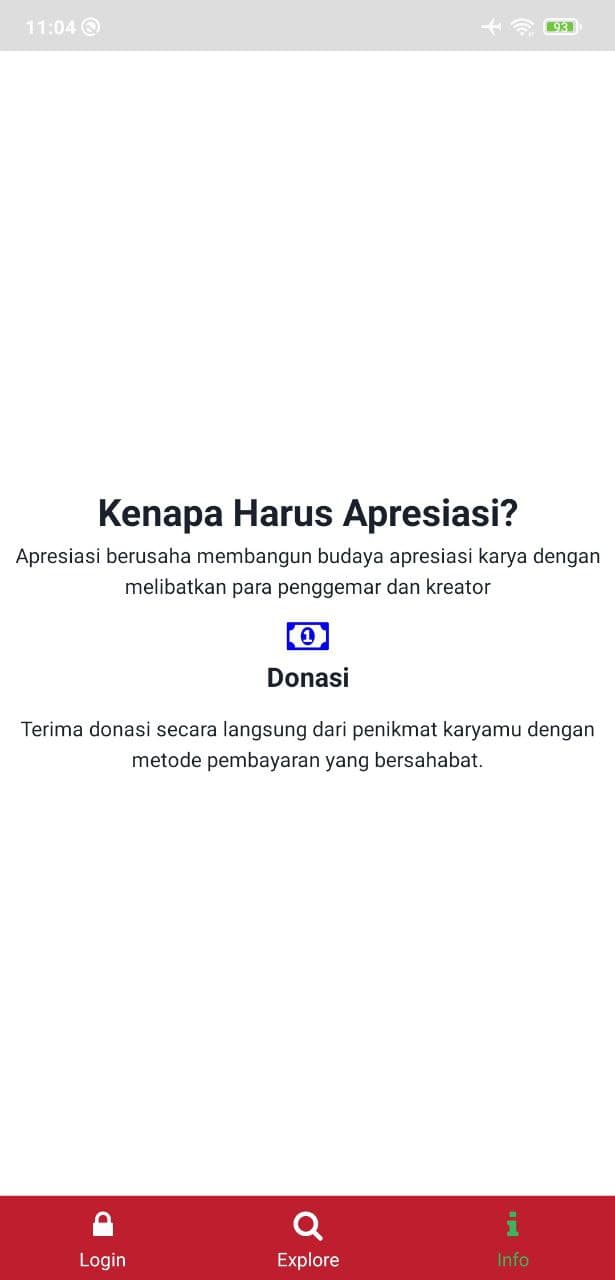 11:04
93
Kenapa Harus Apresiasi?
Apresiasi berusaha membangun budaya apresiasi karya dengan
melibatkan para penggemar dan kreator
1
Donasi
Terima donasi secara langsung dari penikmat karyamu dengan
metode pembayaran yang bersahabat.
Login
Explore
Info